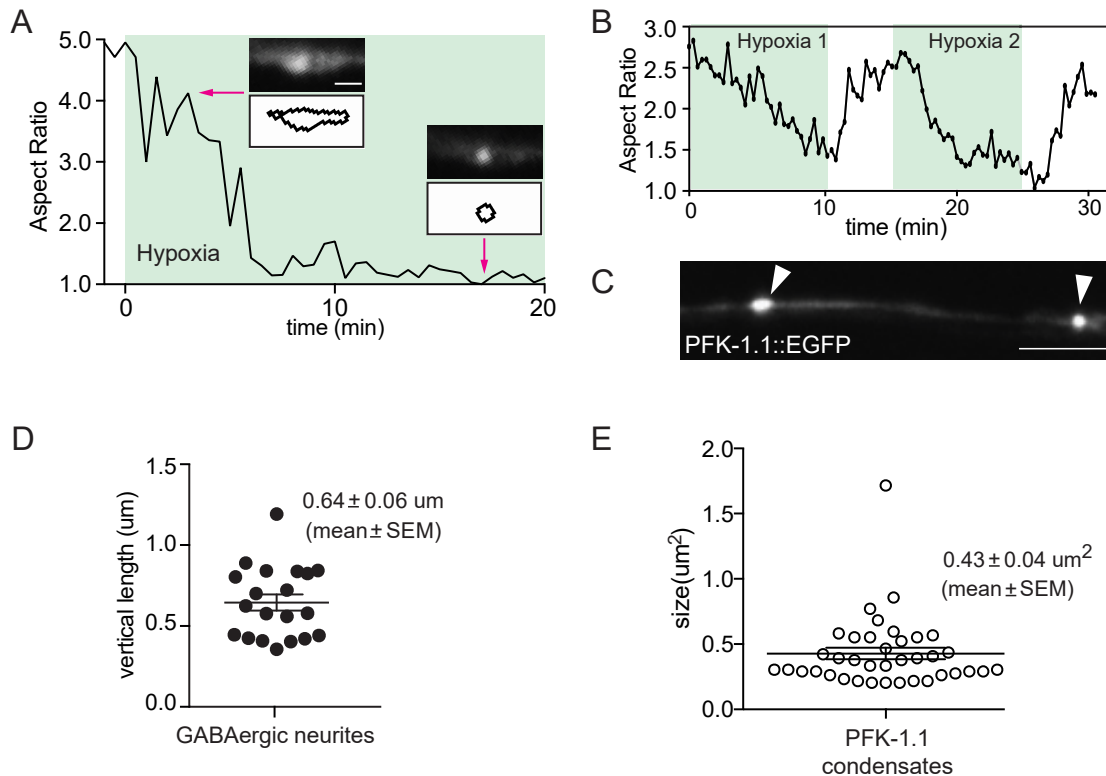 A
5.0
4.0
3.0
2.0
1.0
Aspect Ratio
Hypoxia
0
10
20
time (min)
B
3.0
2.5
2.0
1.5
1.0
Aspect Ratio
Hypoxia 1
Hypoxia 2
0
10
20
30
time (min)
C
PFK-1.1::EGFP
D
1.5
1.0
0.5
0.0
vertical length (um)
0.64 ± 0.06 um
(mean ± SEM)
GABAergic neurites
E
2.0
1.5
1.0
0.5
0.0
size(um²)
0.43 ± 0.04 um²
(mean ± SEM)
PFK-1.1
condensates